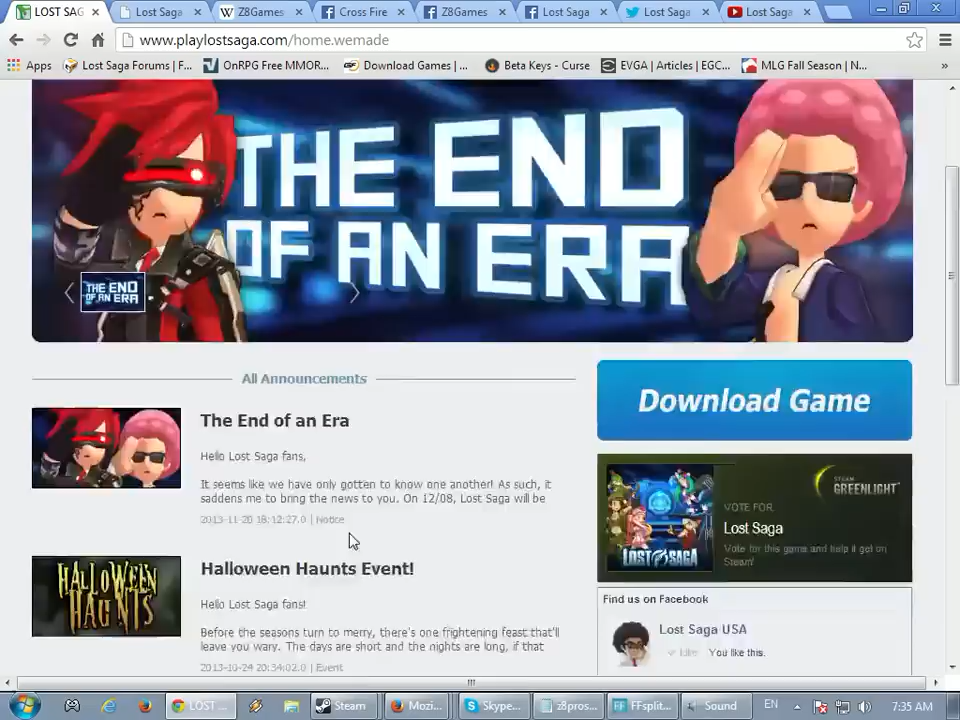 LOST SAG
Lost Saga
Z8Games
Cross Fire
Z8Games
Lost Saga
Lost Saga
Lost Saga
www.playlostsaga.com/home.wemade
Apps
Lost Saga Forums | F...
OnRPG Free MMOR...
Download Games | ...
Beta Keys - Curse
EVGA | Articles | EGC...
MLG Fall Season | N...
»
THE END
OF AN ERA
THE END
OF AN ERA
All Announcements
Download Game
The End of an Era
Hello Lost Saga fans,
It seems like we have only gotten to know one another! As such, it
saddens me to bring the news to you. On 12/08, Lost Saga will be
2013-11-20 18:12:27.0 | Notice
STEAM
GREENLIGHT™
VOTE FOR
Lost Saga
Vote for this game and help it get on
Steam!
LOST SAGA
HALLOWEEN
HAUNTS
Halloween Haunts Event!
Hello Lost Saga fans!
Before the seasons turn to merry, there's one frightening feast that'll
leave you wary. The days are short and the nights are long, if that
2013-10-24 20:34:02.0 | Event
Find us on Facebook
Lost Saga USA
Like You like this.
LOST ...
Steam
Mozi...
Skype...
z8pros...
FFsplit...
Sound
EN
7:35 AM